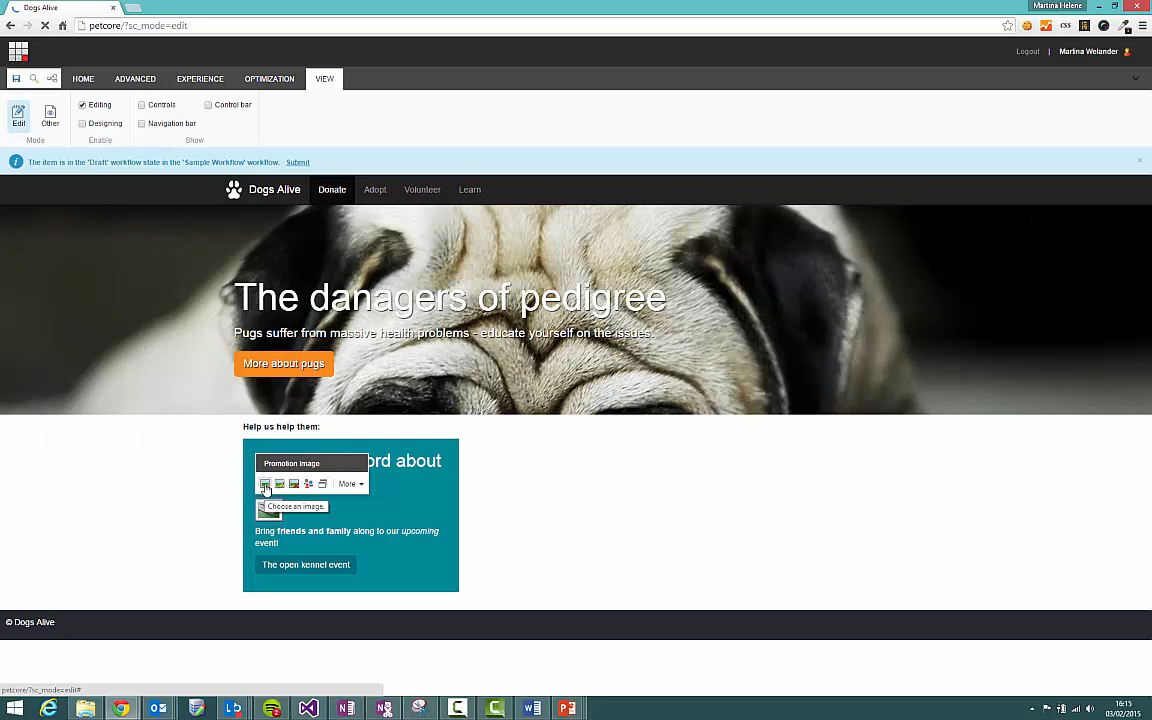 Dogs Alive
Martina Helene
petcore/?sc_mode=edit
CSS
Logout | Martina Welander
HOME ADVANCED EXPERIENCE OPTIMIZATION VIEW
Edit Other
Editing
Designing
Controls Control bar
Navigation bar
Mode Enable Show
The item is in the 'Draft' workflow state in the 'Sample Workflow' workflow. Submit
Dogs Alive Donate Adopt Volunteer Learn
The danagers of pedigree
Pugs suffer from massive health problems - educate yourself on the issues.
More about pugs
Help us help them:
ord about
Promotion Image
More
Choose an image.
Bring friends and family along to our upcoming
event!
The open kennel event
© Dogs Alive
petcore/?sc_mode=edit#
16:15
03/02/2015